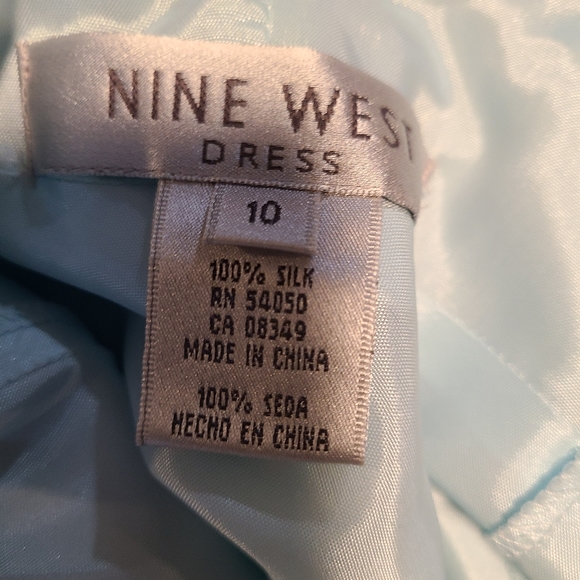 NINE WEST
DRESS
10
100% SILK
RN 54050
CA 08349
MADE IN CHINA
100% SEDA
HECHO EN CHINA